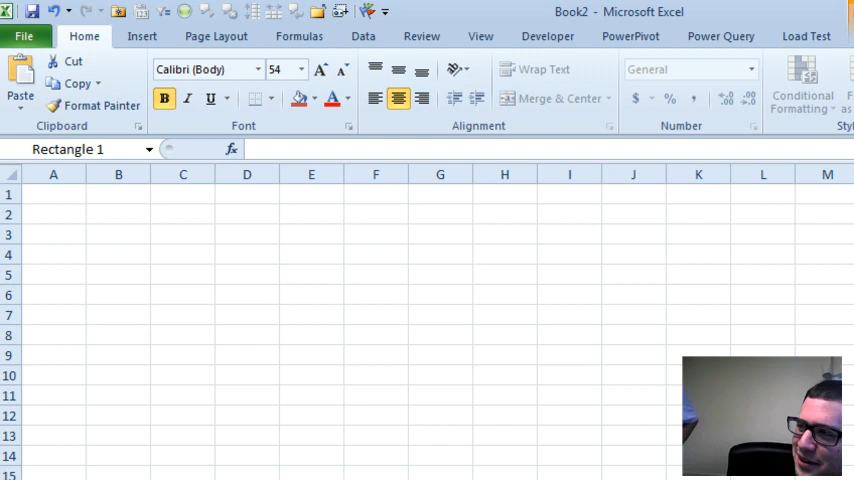 Book2 - Microsoft Excel
File Home Insert Page Layout Formulas Data Review View Developer PowerPivot Power Query Load Test
Paste Cut Copy Format Painter
Calibri (Body) 54 A A
B I U A
Wrap Text
Merge & Center
General
$ % ,
Conditional
Formatting
Clipboard Font Alignment Number
Rectangle 1 fx
A B C D E F G H I J K L M
1
2
3
4
5
6
7
8
9
10
11
12
13
14
15